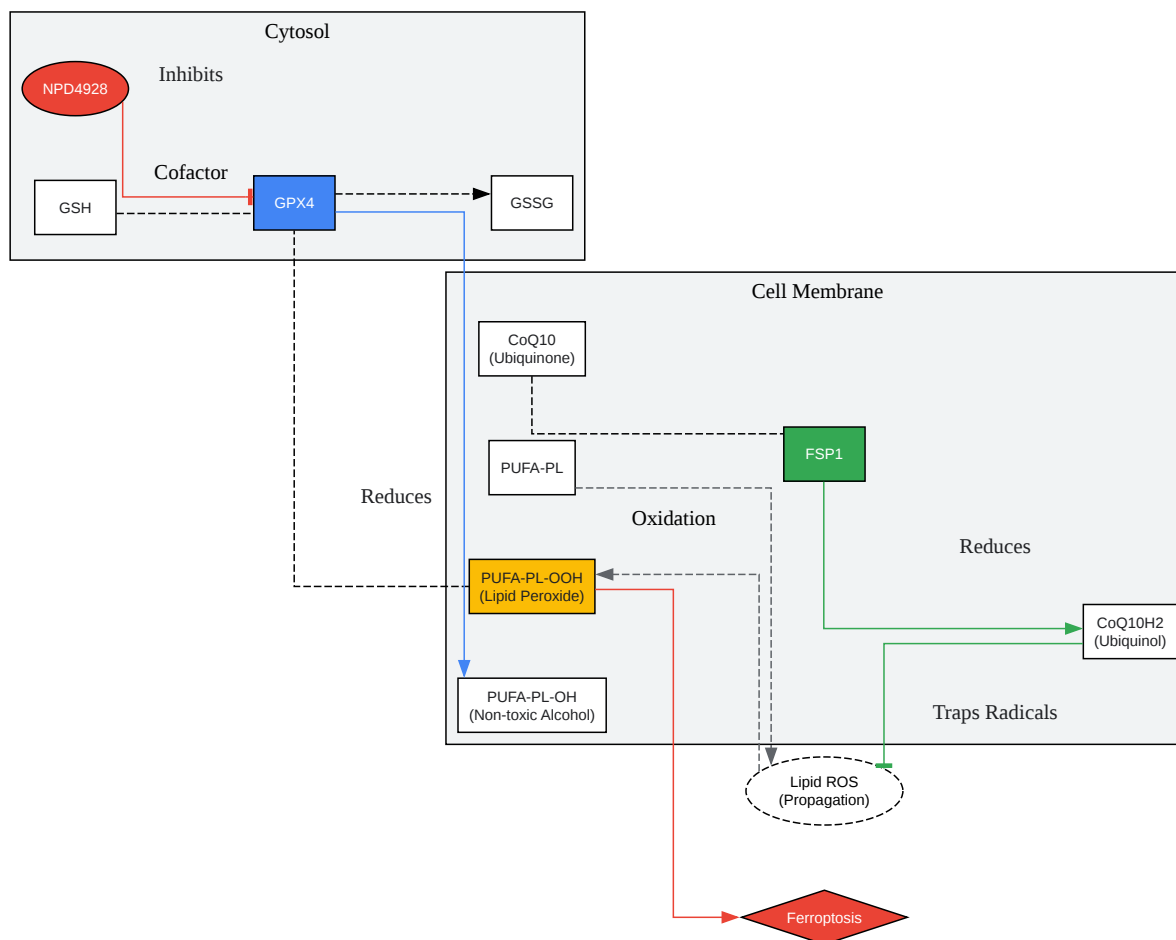 Cytosol
Inhibits
NPD4928
Cofactor
GSH
GPX4
GSSG
Cell Membrane
CoQ10
(Ubiquinone)
FSP1
PUFA-PL
Reduces
Oxidation
Reduces
PUFA-PL-OOH
(Lipid Peroxide)
CoQ10H2
(Ubiquinol)
PUFA-PL-OH
(Non-toxic Alcohol)
Traps Radicals
Lipid ROS
(Propagation)
Ferroptosis